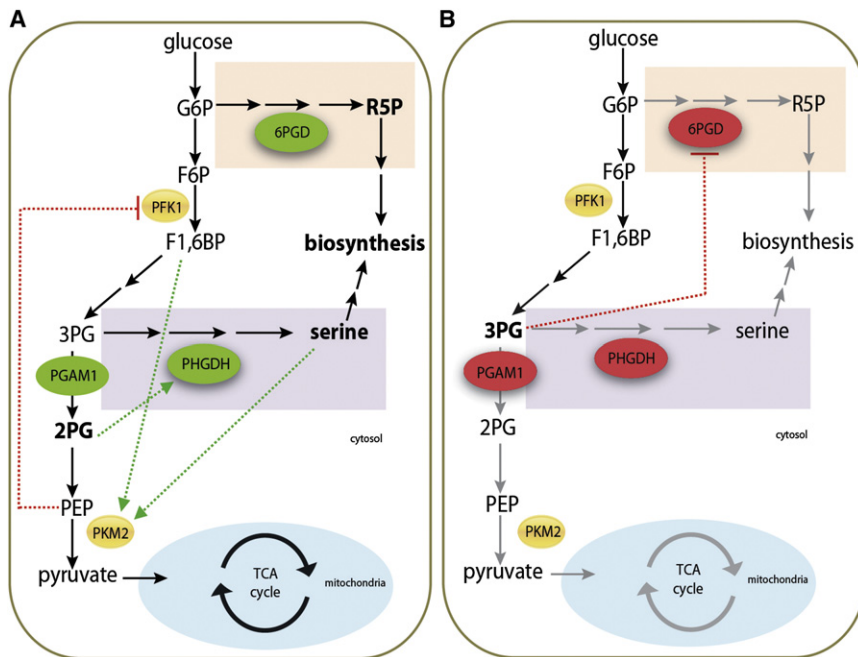 A
glucose
G6P
R5P
6PGD
F6P
PFK1
F1,6BP
biosynthesis
3PG
serine
PGAM1
PHGDH
2PG
cytosol
PEP
PKM2
pyruvate
TCA
cycle
mitochondria
B
glucose
G6P
R5P
6PGD
F6P
PFK1
F1,6BP
biosynthesis
3PG
serine
PGAM1
PHGDH
2PG
cytosol
PEP
PKM2
pyruvate
TCA
cycle
mitochondria